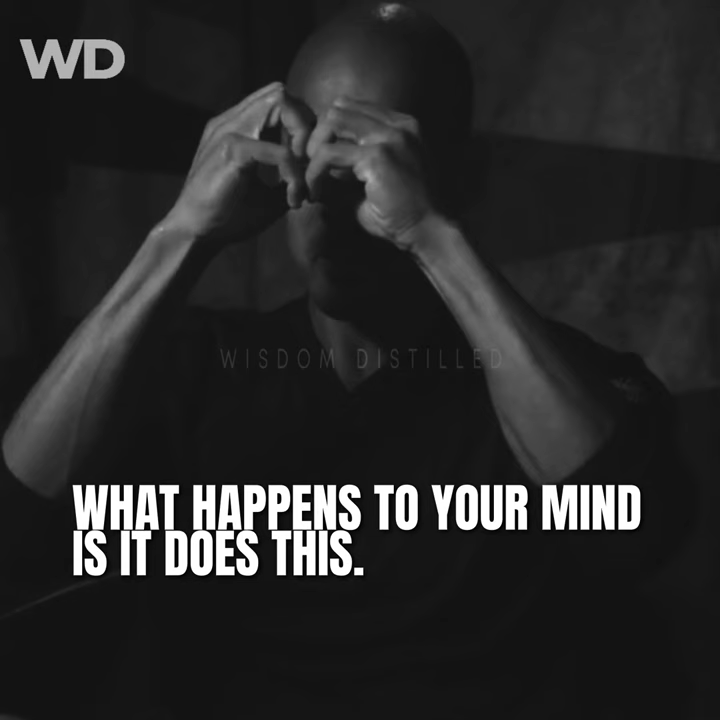 WD
WISDOM DISTILLED
WHAT HAPPENS TO YOUR MIND
IS IT DOES THIS.